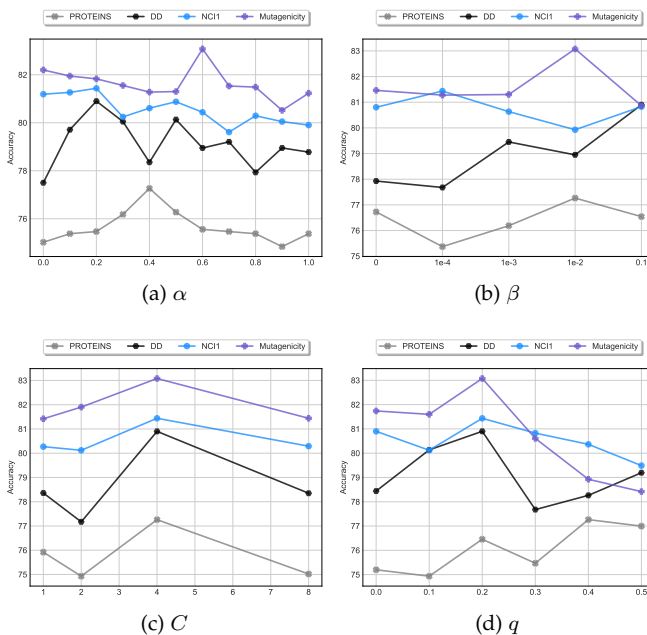 PROTEINS DD NCI1 Mutagenicity
82
80
78
76
Accuracy
0.0 0.2 0.4 0.6 0.8 1.0
(a) α
PROTEINS DD NCI1 Mutagenicity
83
82
81
80
79
78
77
76
75
Accuracy
0 1e-4 1e-3 1e-2 0.1
(b) β
PROTEINS DD NCI1 Mutagenicity
83
82
81
80
79
78
77
76
75
Accuracy
1 2 3 4 5 6 7 8
(c) C
PROTEINS DD NCI1 Mutagenicity
83
82
81
80
79
78
77
76
75
Accuracy
0.0 0.1 0.2 0.3 0.4 0.5
(d) q